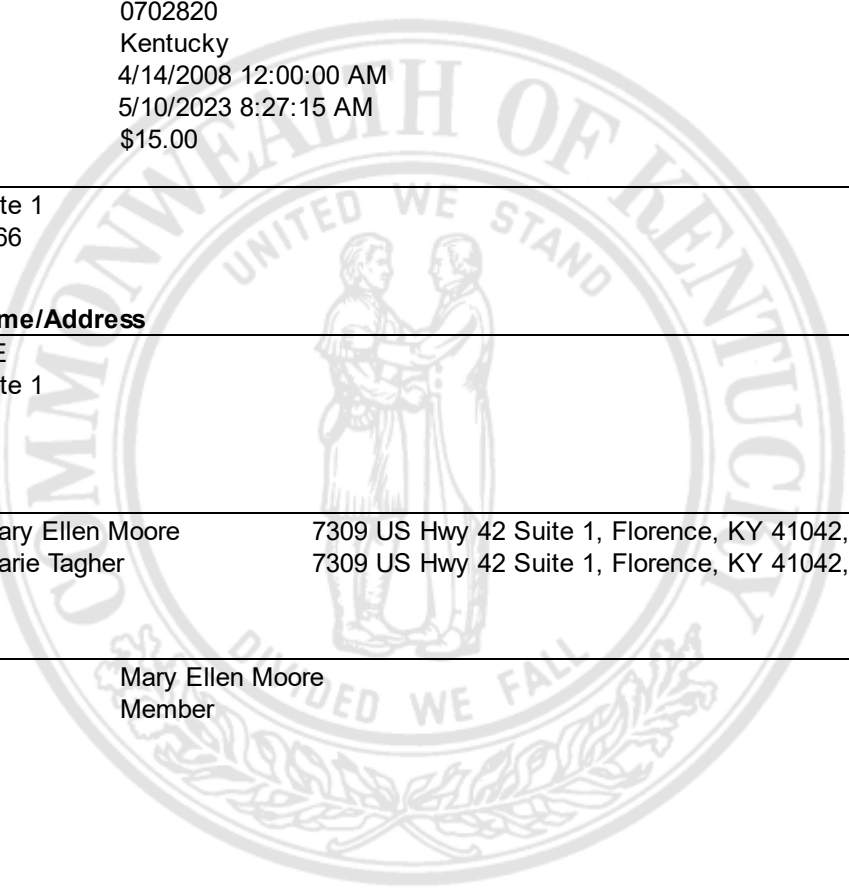 0702820
Kentucky
4/14/2008 12:00:00 AM
5/10/2023 8:27:15 AM
$15.00
te 1
66
me/Address
E
te 1
ary Ellen Moore 7309 US Hwy 42 Suite 1, Florence, KY 41042,
arie Tagher 7309 US Hwy 42 Suite 1, Florence, KY 41042,
Mary Ellen Moore
Member
COMMONWEALTH OF KENTUCKY
UNITED WE STAND
DIVIDED WE FALL